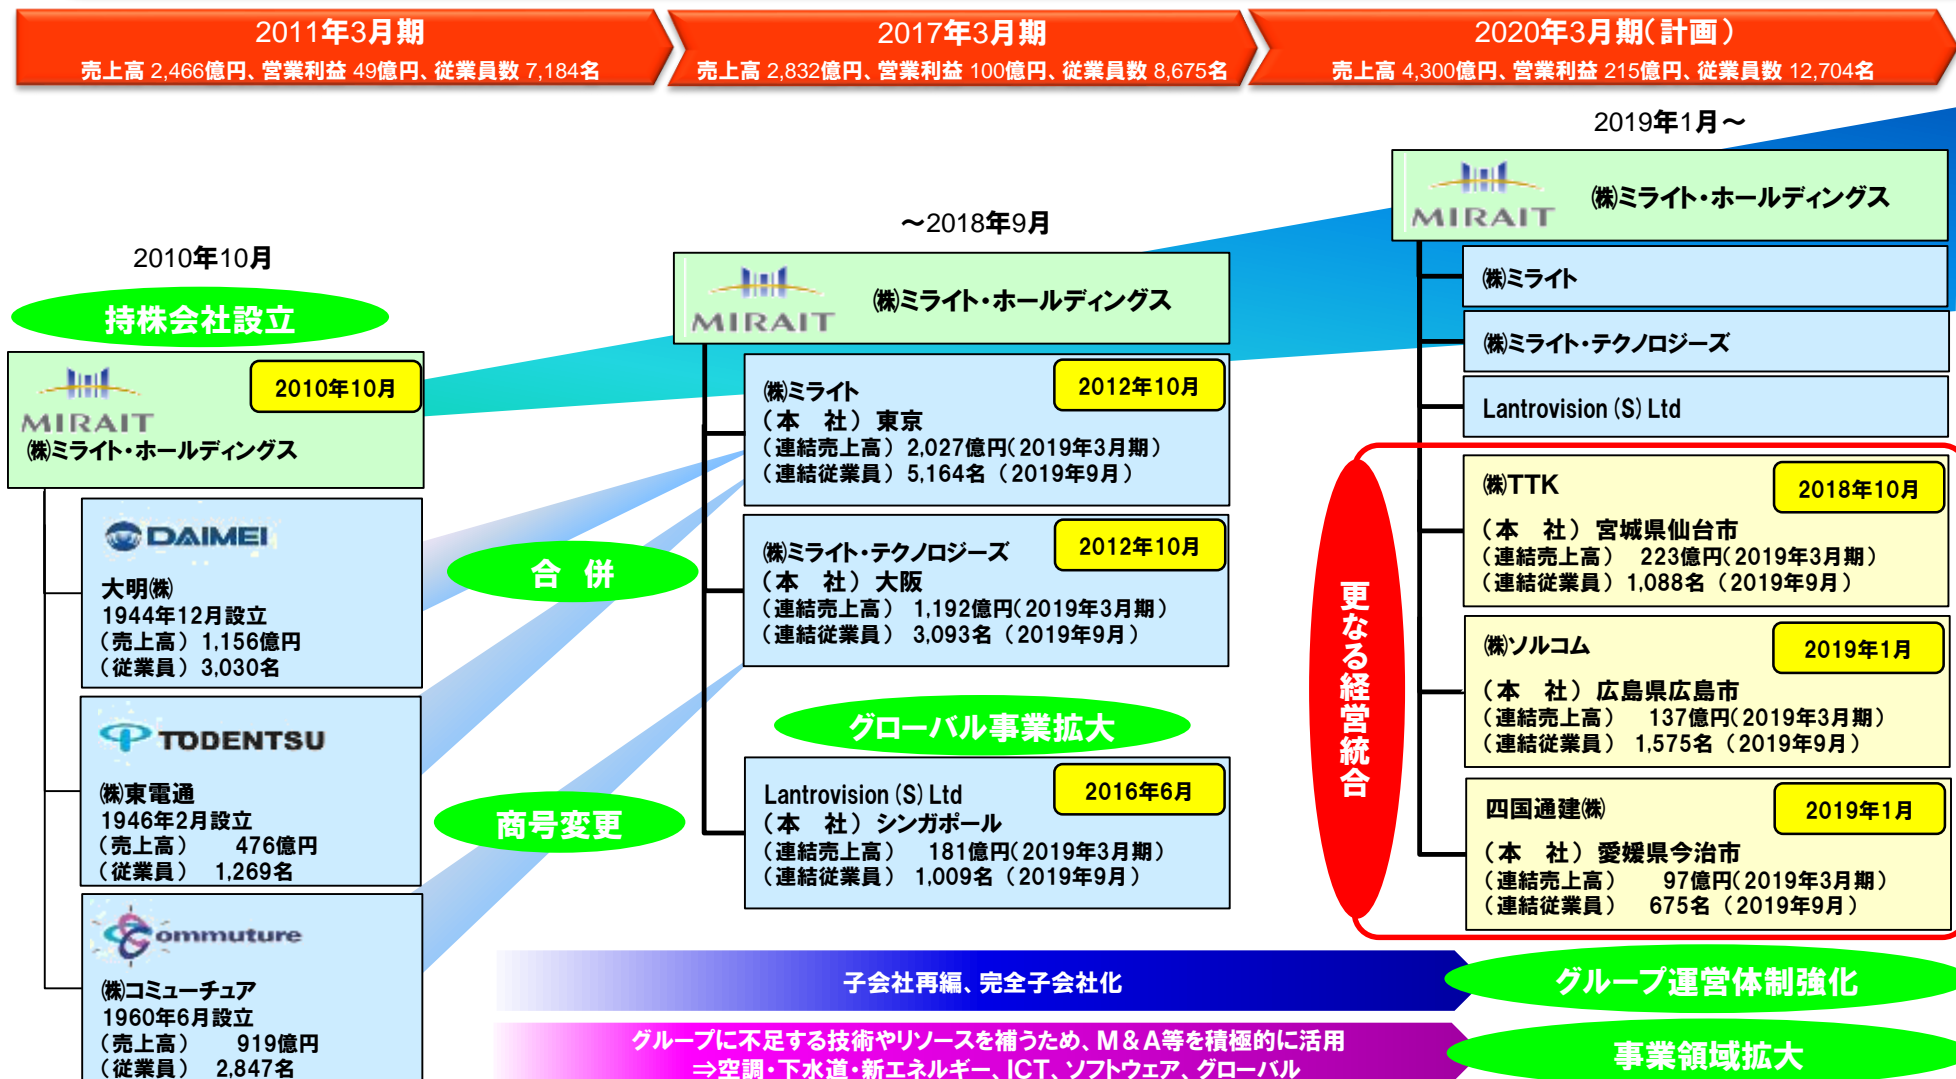 2011年3月期
売上高 2,466億円、営業利益 49億円、従業員数 7,184名
2017年3月期
売上高 2,832億円、営業利益 100億円、従業員数 8,675名
2020年3月期(計画)
売上高 4,300億円、営業利益 215億円、従業員数 12,704名
2010年10月
持株会社設立
2010年10月
MIRAIT
㈱ミライト・ホールディングス
DAIMEI
大明㈱
1944年12月設立
(売上高) 1,156億円
(従業員) 3,030名
TODENTSU
㈱東電通
1946年2月設立
(売上高) 476億円
(従業員) 1,269名
Commuture
㈱コミューチュア
1960年6月設立
(売上高) 919億円
(従業員) 2,847名
合 併
商号変更
~2018年9月
MIRAIT
㈱ミライト・ホールディングス
㈱ミライト
2012年10月
(本 社) 東京
(連結売上高) 2,027億円(2019年3月期)
(連結従業員) 5,164名 (2019年9月)
㈱ミライト・テクノロジーズ
2012年10月
(本 社) 大阪
(連結売上高) 1,192億円(2019年3月期)
(連結従業員) 3,093名 (2019年9月)
グローバル事業拡大
Lantrovision (S) Ltd
2016年6月
(本 社) シンガポール
(連結売上高) 181億円(2019年3月期)
(連結従業員) 1,009名 (2019年9月)
2019年1月~
MIRAIT
㈱ミライト・ホールディングス
㈱ミライト
㈱ミライト・テクノロジーズ
Lantrovision (S) Ltd
更なる経営統合
㈱TTK
2018年10月
(本 社) 宮城県仙台市
(連結売上高) 223億円(2019年3月期)
(連結従業員) 1,088名 (2019年9月)
㈱ソルコム
2019年1月
(本 社) 広島県広島市
(連結売上高) 137億円(2019年3月期)
(連結従業員) 1,575名 (2019年9月)
四国通建㈱
2019年1月
(本 社) 愛媛県今治市
(連結売上高) 97億円(2019年3月期)
(連結従業員) 675名 (2019年9月)
子会社再編、完全子会社化
グループ運営体制強化
グループに不足する技術やリソースを補うため、M&A等を積極的に活用
⇒空調・下水道・新エネルギー、ICT、ソフトウェア、グローバル
事業領域拡大